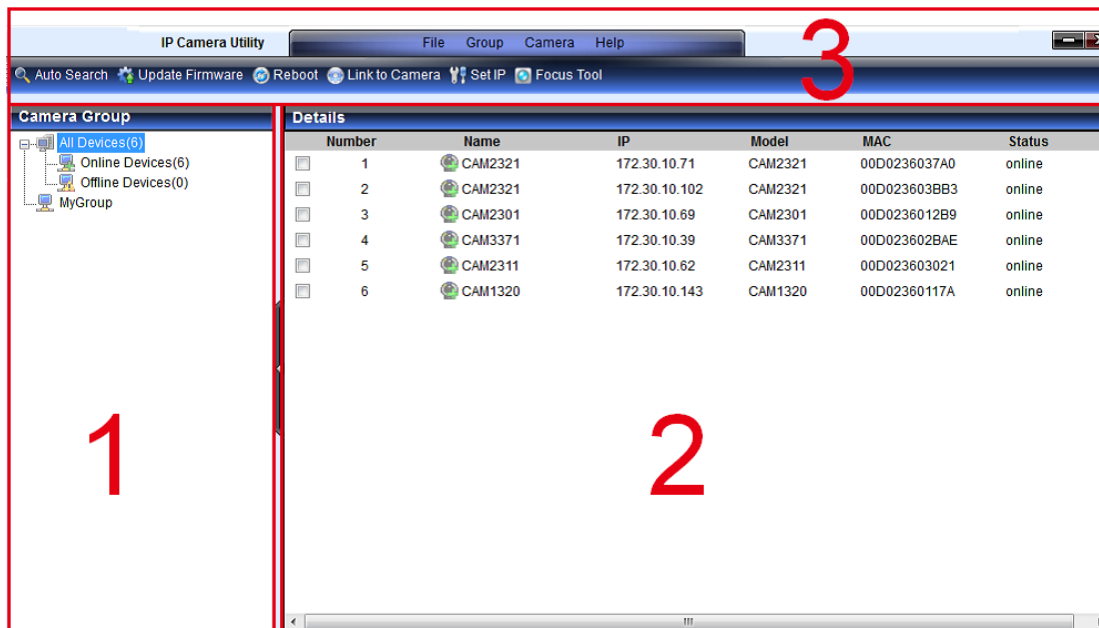 IP Camera Utility File Group Camera Help
3
Auto Search Update Firmware Reboot Link to Camera Set IP Focus Tool
Camera Group
All Devices(6)
Online Devices(6)
Offline Devices(0)
MyGroup
1
Details
Number Name IP Model MAC Status
1 CAM2321 172.30.10.71 CAM2321 00D0236037A0 online
2 CAM2321 172.30.10.102 CAM2321 00D023603BB3 online
3 CAM2301 172.30.10.69 CAM2301 00D0236012B9 online
4 CAM3371 172.30.10.39 CAM3371 00D023602BAE online
5 CAM2311 172.30.10.62 CAM2311 00D023603021 online
6 CAM1320 172.30.10.143 CAM1320 00D02360117A online
2